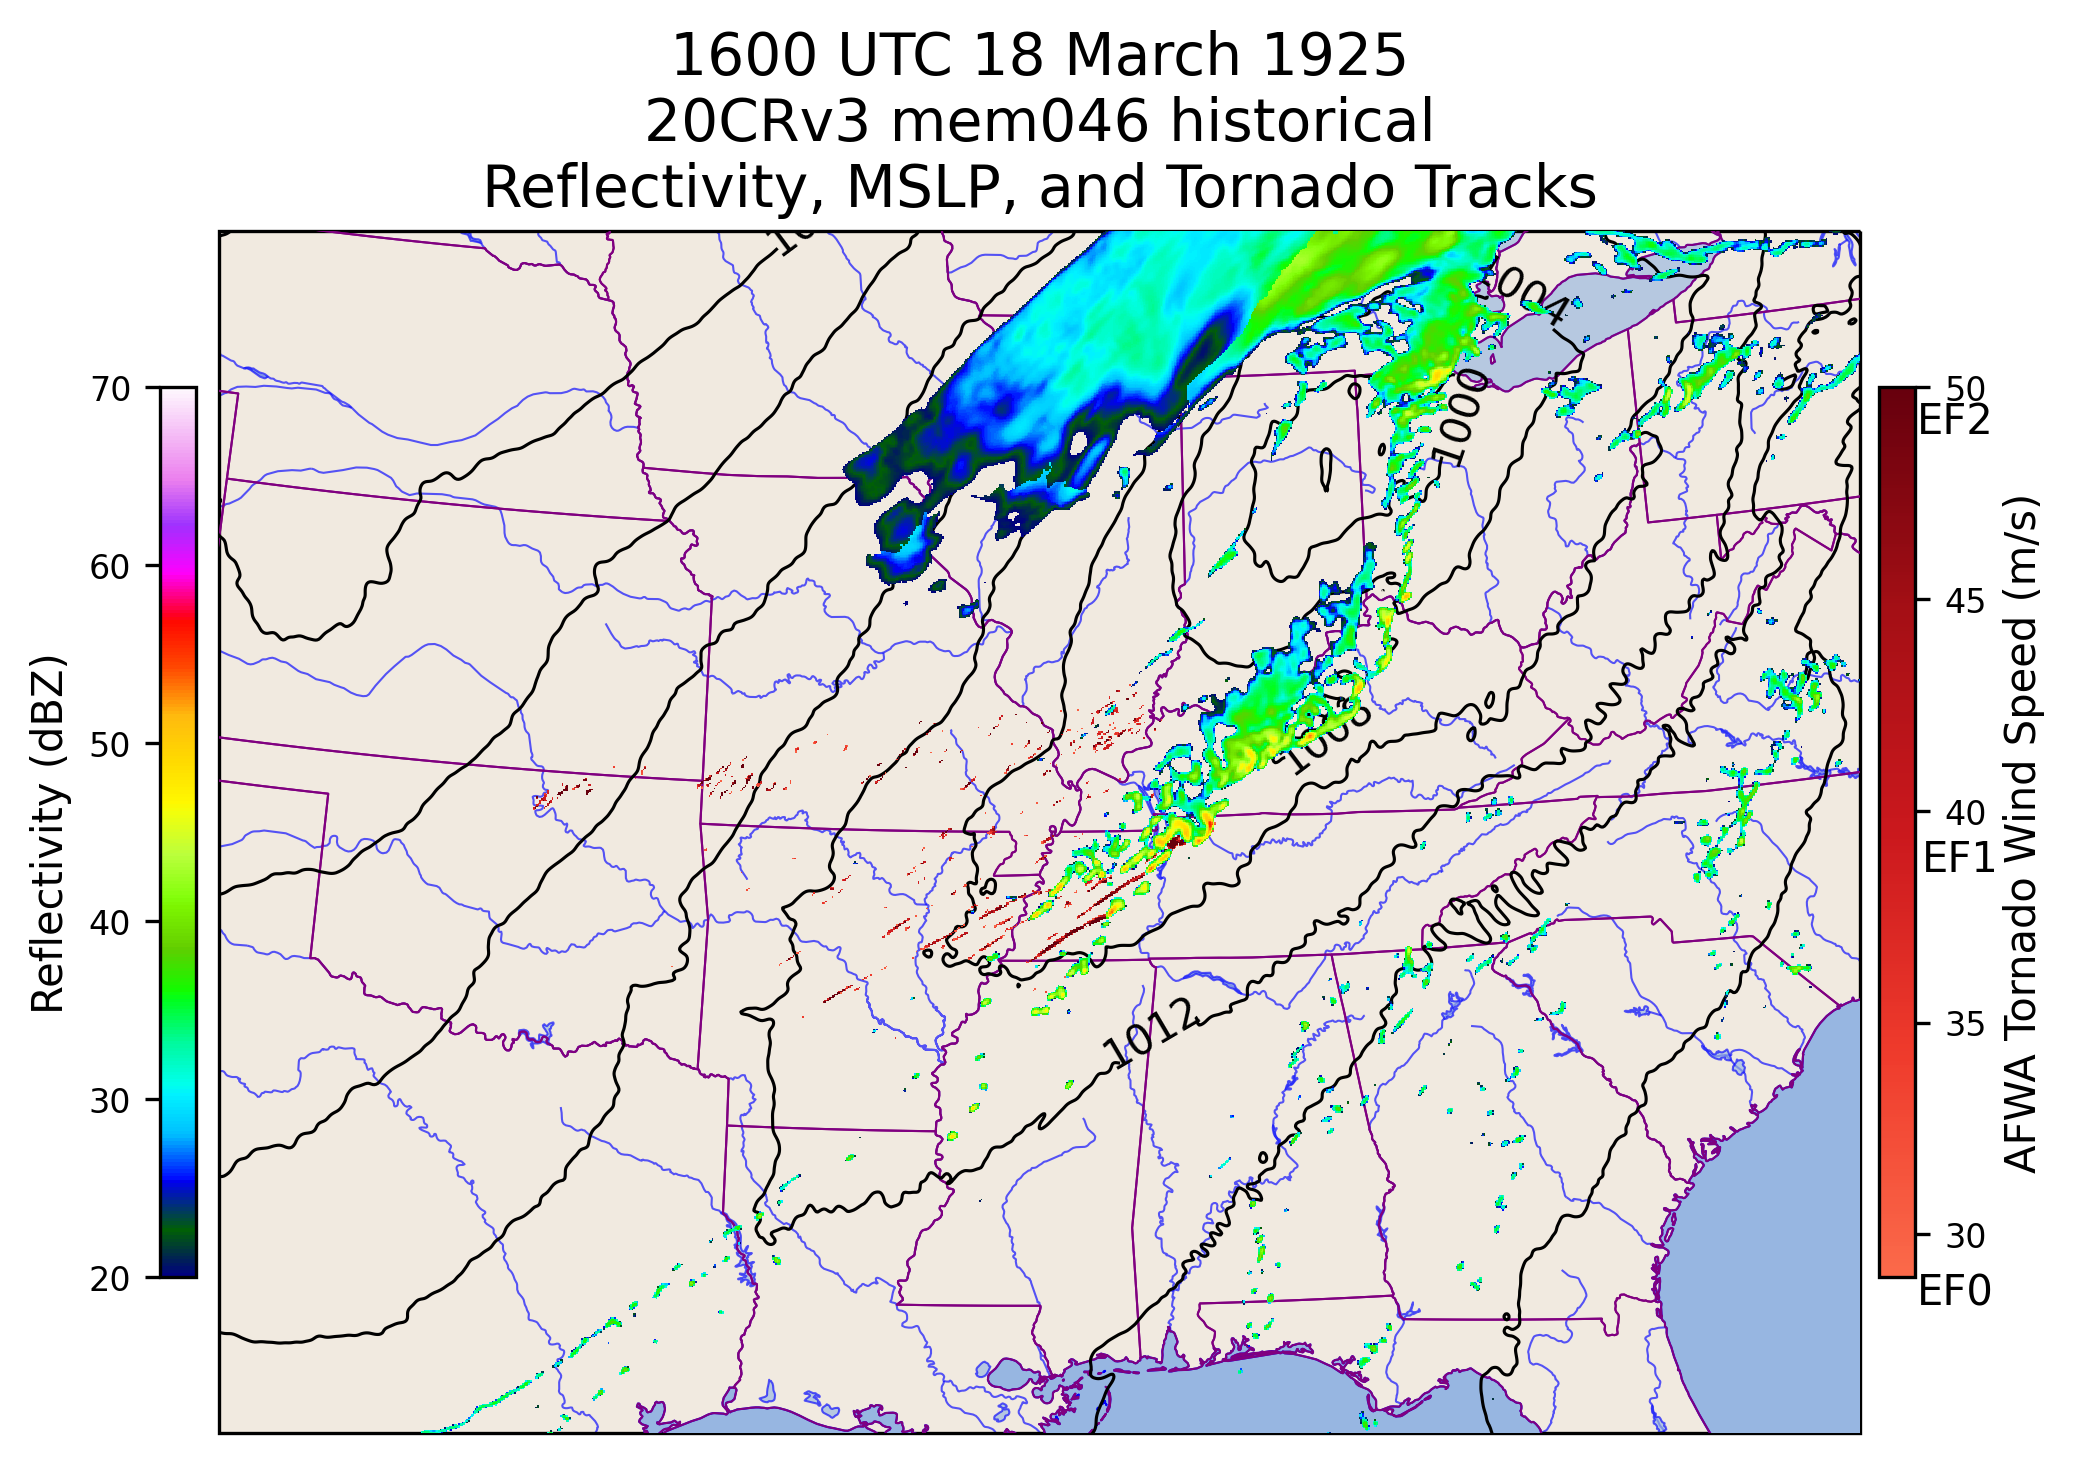 1600 UTC 18 March 1925
20CRv3 mem046 historical
Reflectivity, MSLP, and Tornado Tracks
Reflectivity (dBZ)
70
60
50
40
30
20
1004
1000
1012
50
EF2
45
40
EF1
35
30
EF0
AFWA Tornado Wind Speed (m/s)